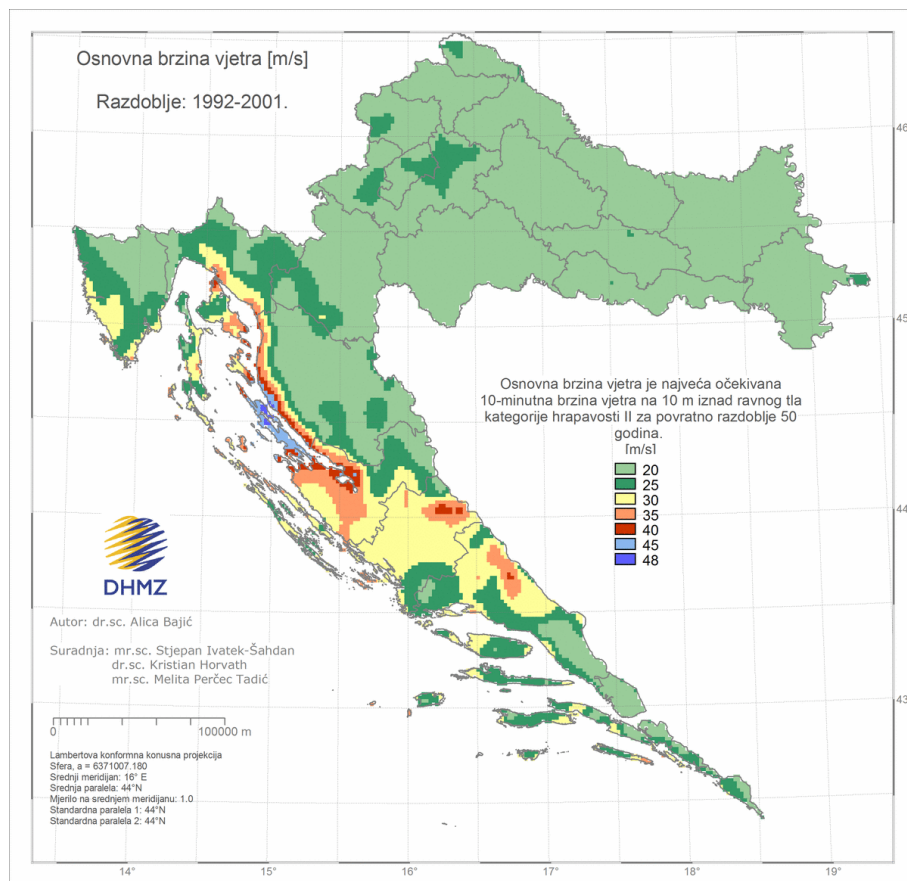 Osnovna brzina vjetra [m/s]
Razdoblje: 1992-2001.
46
45
Osnovna brzina vjetra je najveća očekivana
10-minutna brzina vjetra na 10 m iznad ravnog tla
kategorije hrapavosti II za povratno razdoblje 50
godina.
[m/s]
20
25
30
35
40
45
48
44
DHMZ
Autor: dr.sc. Alica Bajić
Suradnja: mr.sc. Stjepan Ivatek-Šahdan
dr.sc. Kristian Horvath
mr.sc. Melita Perčec Tadić
43
0 100000 m
Lambertova konformna konusna projekcija
Sfera, a = 6371007.180
Srednji meridijan: 16° E
Srednja paralela: 44°N
Mjerilo na srednjem meridijanu: 1.0
Standardna paralela 1: 44°N
Standardna paralela 2: 44°N
14° 15° 16° 17° 18° 19°